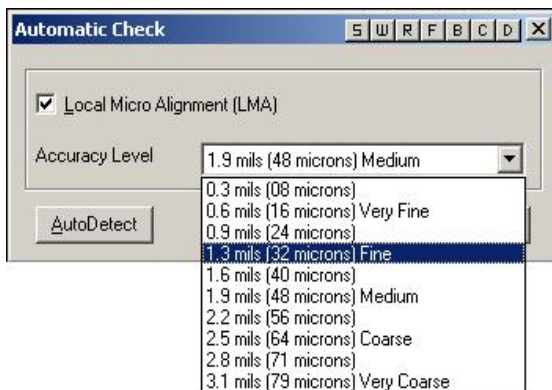 Automatic Check S W R F B C D X
Local Micro Alignment (LMA)
Accuracy Level 1.9 mils (48 microns) Medium
0.3 mils (08 microns)
0.6 mils (16 microns) Very Fine
AutoDetect
0.9 mils (24 microns)
1.3 mils (32 microns) Fine
1.6 mils (40 microns)
1.9 mils (48 microns) Medium
2.2 mils (56 microns)
2.5 mils (64 microns) Coarse
2.8 mils (71 microns)
3.1 mils (79 microns) Very Coarse